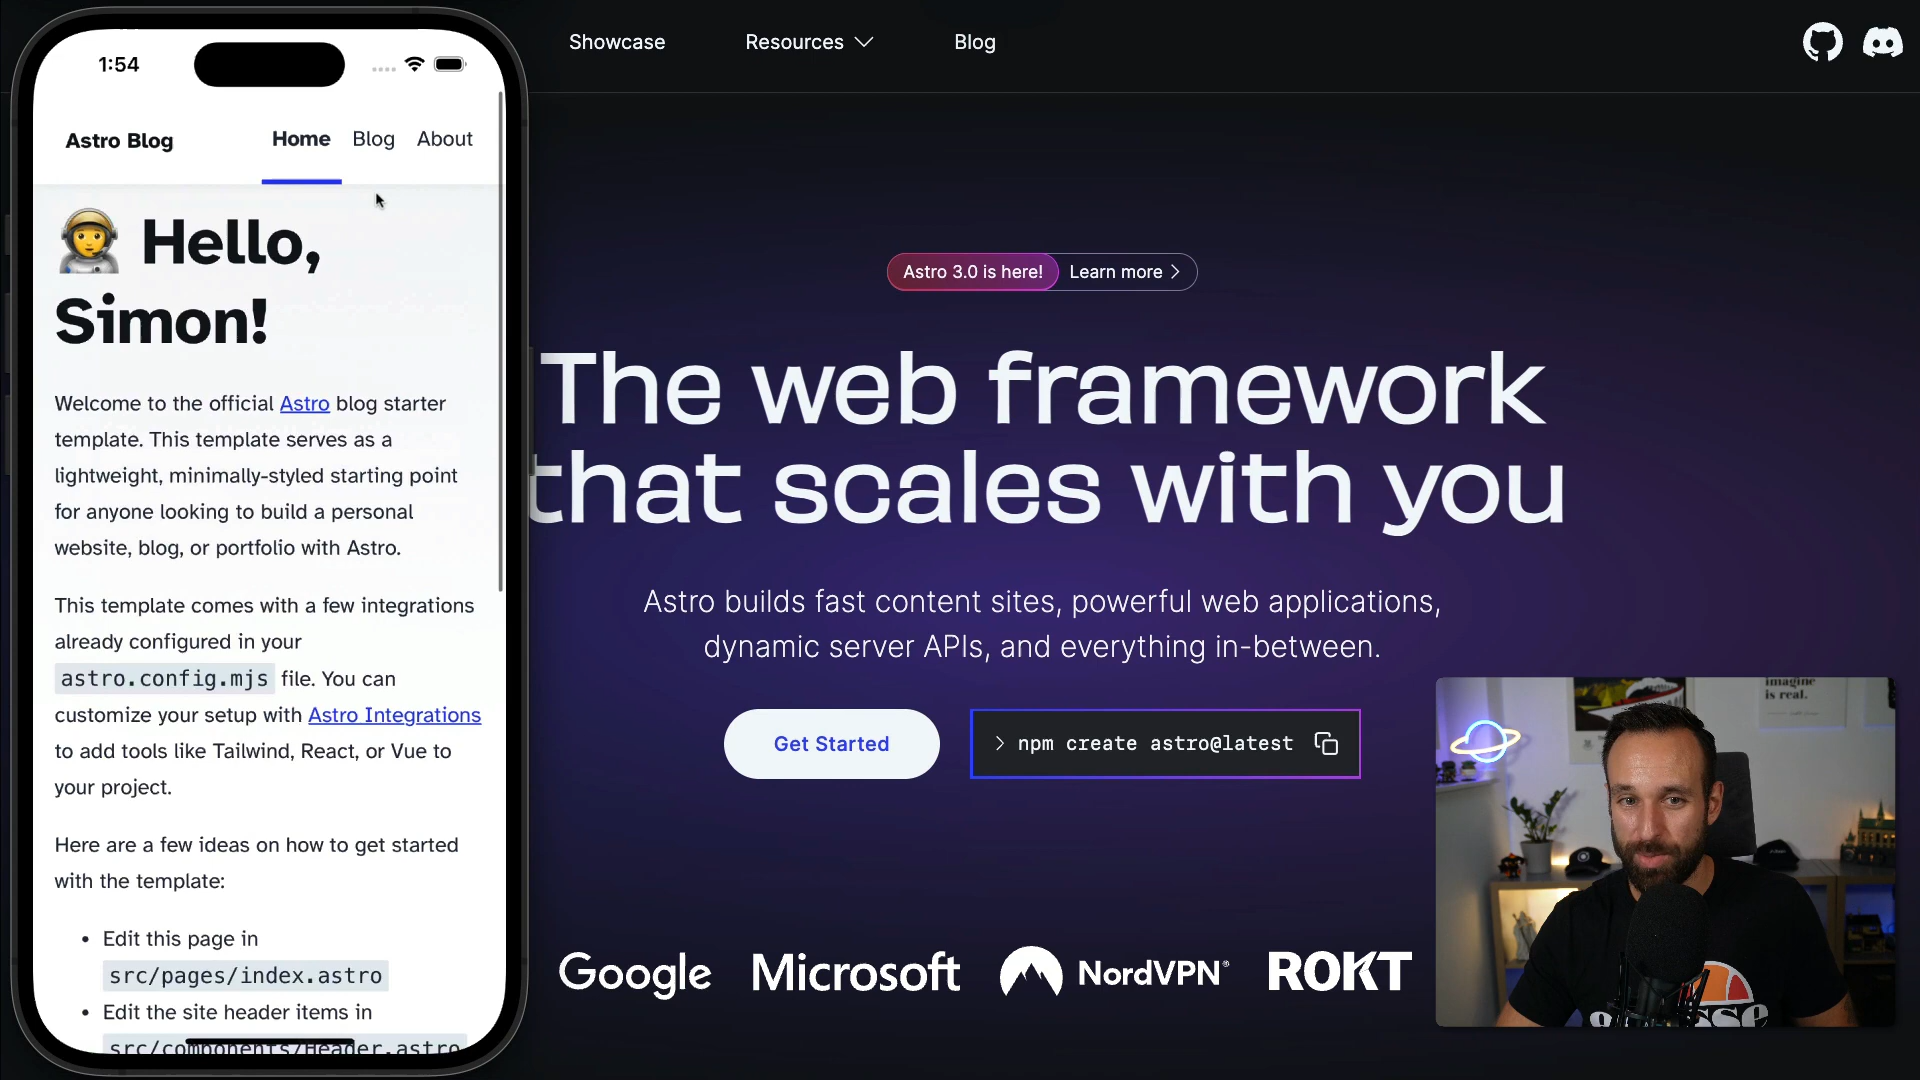 1:54
Astro Blog
Home
Blog
About
Hello,
Simon!
Welcome to the official Astro blog starter
template. This template serves as a
lightweight, minimally-styled starting point
for anyone looking to build a personal
website, blog, or portfolio with Astro.
This template comes with a few integrations
already configured in your
astro.config.mjs file. You can
customize your setup with Astro Integrations
to add tools like Tailwind, React, or Vue to
your project.
Here are a few ideas on how to get started
with the template:
• Edit this page in
src/pages/index.astro
• Edit the site header items in
src/components/Header.astro
Showcase
Resources
Blog
Astro 3.0 is here!
Learn more >
The web framework
that scales with you
Astro builds fast content sites, powerful web applications,
dynamic server APIs, and everything in-between.
Get Started
> npm create astro@latest
Google
Microsoft
NordVPN®
ROKT
imagine
is real.